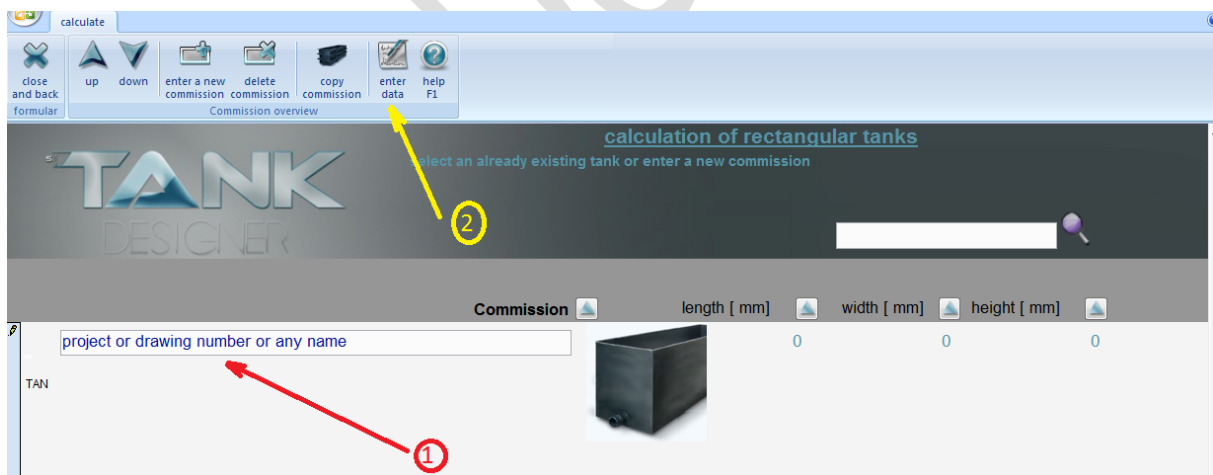 calculate
close
and back
up
down
enter a new
commission
delete
commission
copy
commission
enter
data
help
F1
formular
Commission overview
calculation of rectangular tanks
select an already existing tank or enter a new commission
TANK
DESIGNER
2
Commission
length [ mm]
width [ mm]
height [ mm]
project or drawing number or any name
0
0
0
TAN
1